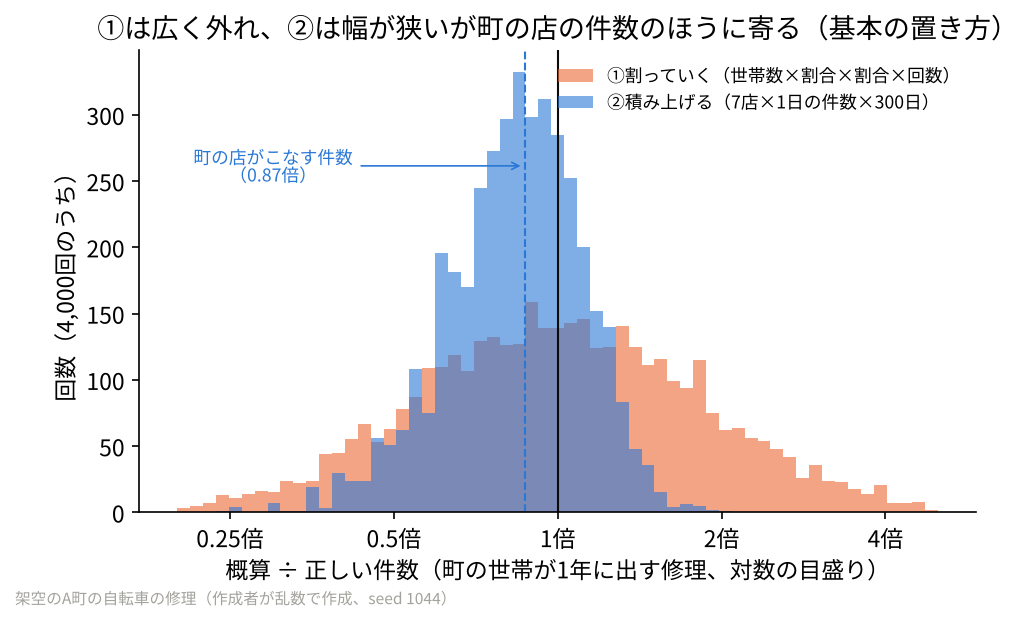 ①は広く外れ、②は幅が狭いが町の店の件数のほうに寄る（基本の置き方）
①割っていく（世帯数×割合×割合×回数）
②積み上げる（7店×1日の件数×300日）
町の店がこなす件数
（0.87倍）
回数（4,000回のうち）
300
250
200
150
100
50
0
0.25倍
0.5倍
1倍
2倍
4倍
概算 ÷ 正しい件数（町の世帯が1年に出す修理、対数の目盛り）
架空のA町の自転車の修理（作成者が乱数で作成、seed 1044）